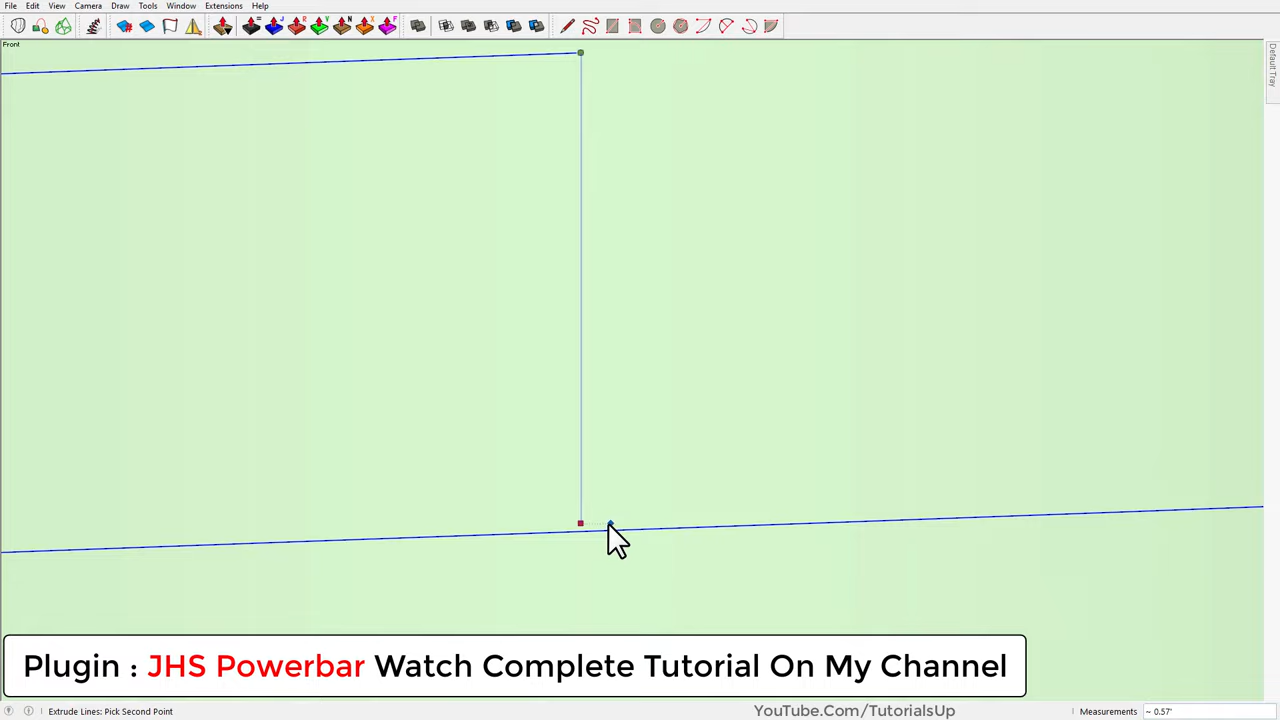 File Edit View Camera Draw Tools Window Extensions Help
Front
Default Tray
Plugin : JHS Powerbar Watch Complete Tutorial On My Channel
Extrude Lines: Pick Second Point
YouTube.Com/TutorialsUp
Measurements ~ 0.57'